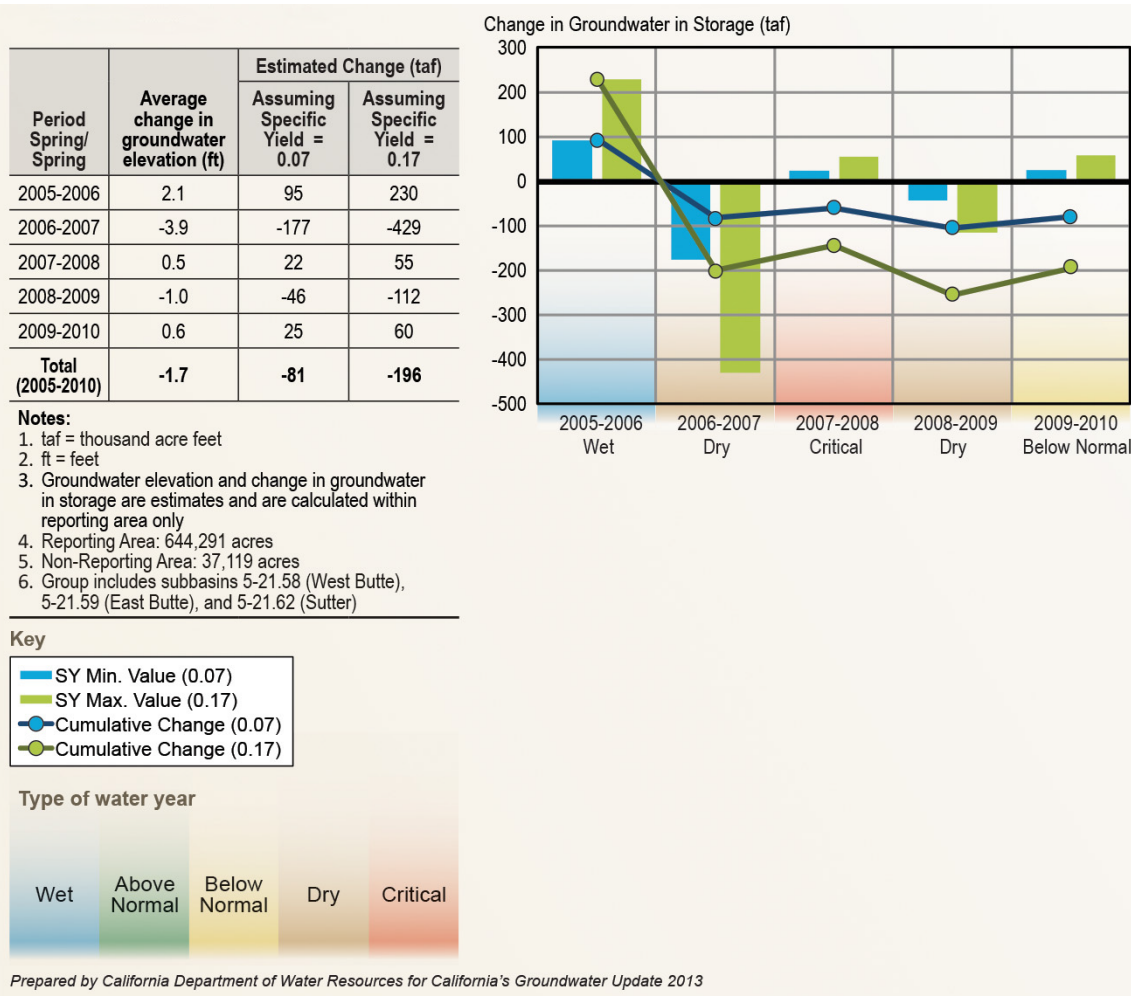 Period Spring/ Spring
Average change in groundwater elevation (ft)
Estimated Change (taf)
Assuming Specific Yield = 0.07
Assuming Specific Yield = 0.17
2005-2006 2.1 95 230
2006-2007 -3.9 -177 -429
2007-2008 0.5 22 55
2008-2009 -1.0 -46 -112
2009-2010 0.6 25 60
Total (2005-2010) -1.7 -81 -196
Notes:
1. taf = thousand acre feet
2. ft = feet
3. Groundwater elevation and change in groundwater
in storage are estimates and are calculated within
reporting area only
4. Reporting Area: 644,291 acres
5. Non-Reporting Area: 37,119 acres
6. Group includes subbasins 5-21.58 (West Butte),
5-21.59 (East Butte), and 5-21.62 (Sutter)
Key
SY Min. Value (0.07)
SY Max. Value (0.17)
Cumulative Change (0.07)
Cumulative Change (0.17)
Type of water year
Wet
Above Normal
Below Normal
Dry
Critical
Change in Groundwater in Storage (taf)
300
200
100
0
-100
-200
-300
-400
-500
2005-2006 2006-2007 2007-2008 2008-2009 2009-2010
Wet Dry Critical Dry Below Normal
Prepared by California Department of Water Resources for California's Groundwater Update 2013